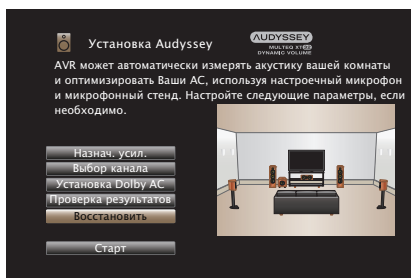 Установка Audyssey
AUDYSSEY
MULTEQ XT32
DYNAMIC VOLUME
AVR может автоматически измерять акустику вашей комнаты
и оптимизировать Ваши АС, используя настроечный микрофон
и микрофонный стенд. Настройте следующие параметры, если
необходимо.
Назнач. усил.
Выбор канала
Установка Dolby АС
Проверка результатов
Восстановить
Старт